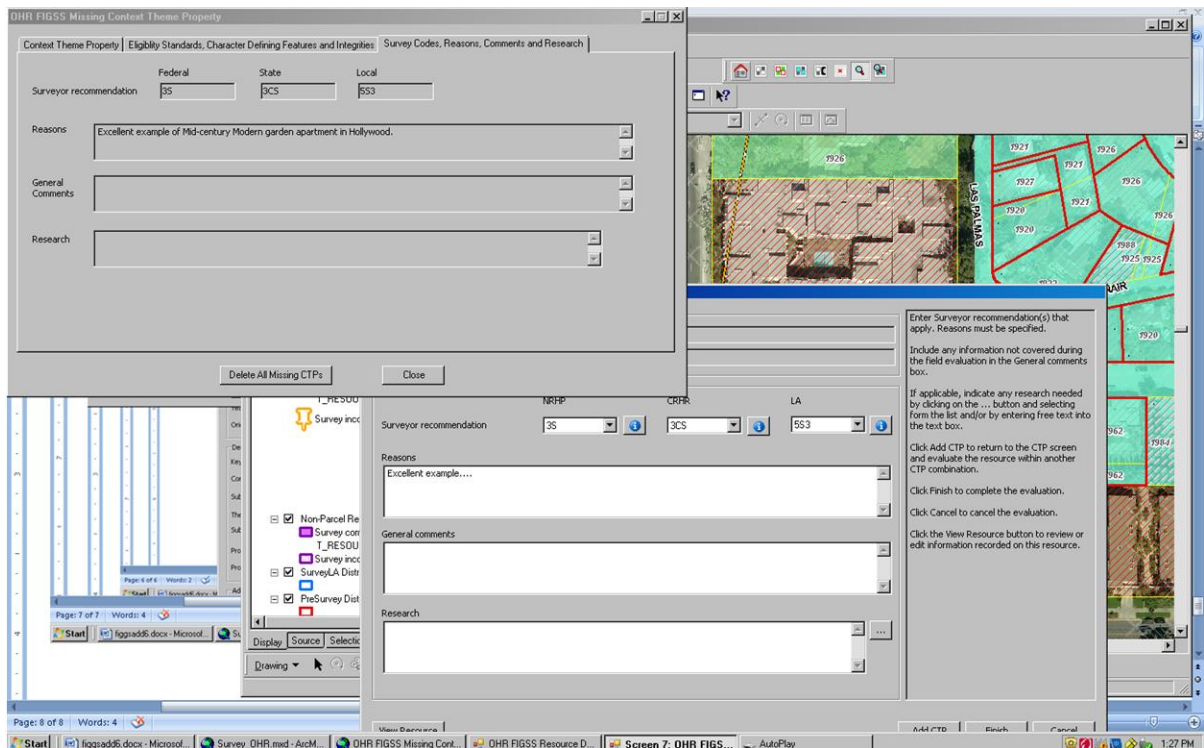 OHR FIGSS Missing Context Theme Property
Context Theme Property
Eligiblity Standards, Character Defining Features and Integrities
Survey Codes, Reasons, Comments and Research
Federal State Local
Surveyor recommendation 3S 3CS 5S3
Reasons
Excellent example of Mid-century Modern garden apartment in Hollywood.
General
Comments
Research
Delete All Missing CTPs
Close
1926
LAS PALMAS
1921
1926
1921
1927
1926
1921
1920
1920
1926
1988
1925 1925
1920
1962
1984
1962
T_RESOU
Survey inco
Non-Parcel Re
Survey com
T_RESOU
Survey inco
SurveyLA Distr
PreSurvey Dist
Display Source Selectio
Drawing
NRHP CRHR LA
Surveyor recommendation 3S 3CS 5S3
Reasons
Excellent example....
General comments
Research
...
View Resource
Add CTP
Finish
Cancel
Enter Surveyor recommendation(s) that
apply. Reasons must be specified.
Include any information not covered during
the field evaluation in the General comments
box.
If applicable, indicate any research needed
by clicking on the ... button and selecting
form the list and/or by entering free text into
the text box.
Click Add CTP to return to the CTP screen
and evaluate the resource within another
CTP combination.
Click Finish to complete the evaluation.
Click Cancel to cancel the evaluation.
Click the View Resource button to review or
edit information recorded on this resource.
Page: 6 of 6 Words: 2
Page: 7 of 7 Words: 4
Start figgsadd6.docx - Microsof...
Page: 8 of 8 Words: 4
Start figgsadd6.docx - Microsof... Survey_OHR.mxd - ArcM... OHR FIGSS Missing Cont... OHR FIGSS Resource D... Screen 7: OHR FIGS... AutoPlay 1:27 PM